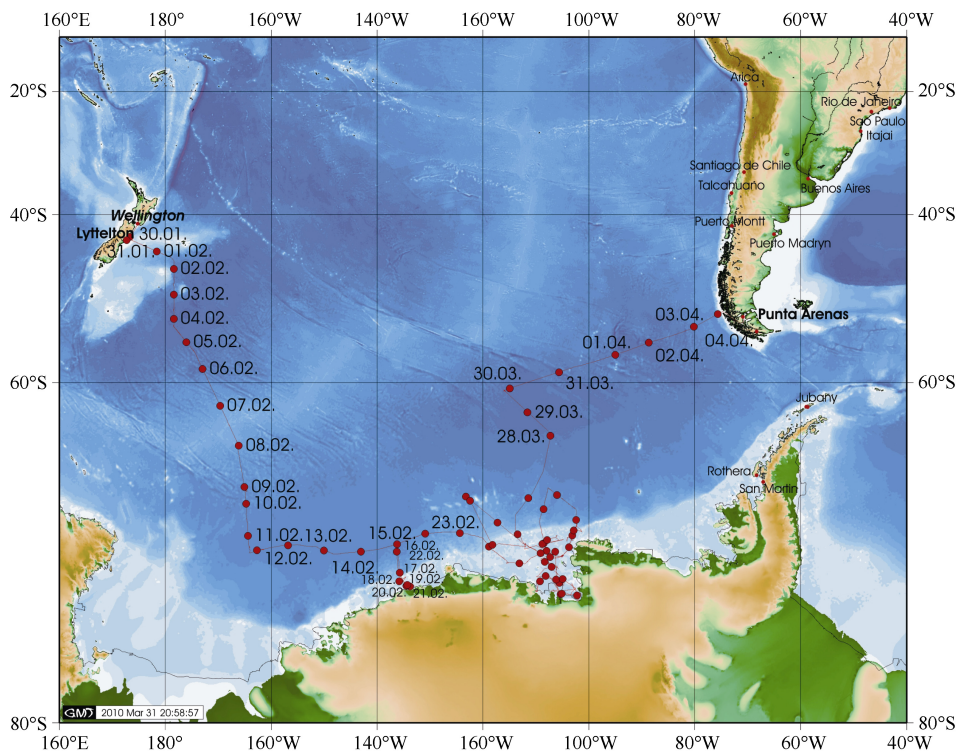 160°E 180° 160°W 140°W 120°W 100°W 80°W 60°W 40°W
20°S 20°S
Arica
Rio de Janeiro
Sao Paulo
Itajai
Santiago de Chile
Talcahuano
Buenos Aires
40°S 40°S
Wellington
Puerto Montt
Lyttelton 30.01.
31.01. 01.02.
Puerto Madryn
02.02.
03.02.
04.02.
03.04. Punta Arenas
04.04.
05.02.
01.04.
02.04.
06.02.
30.03.
31.03.
60°S 60°S
07.02.
29.03.
Jubany
28.03.
08.02.
Rothera
09.02.
San Martin
10.02.
23.02.
11.02. 13.02. 15.02.
12.02.
16.02.
22.02.
14.02. 17.02.
18.02. 19.02.
20.02. 21.02.
GMT 2010 Mar 31 20:58:57
80°S 80°S
160°E 180° 160°W 140°W 120°W 100°W 80°W 60°W 40°W